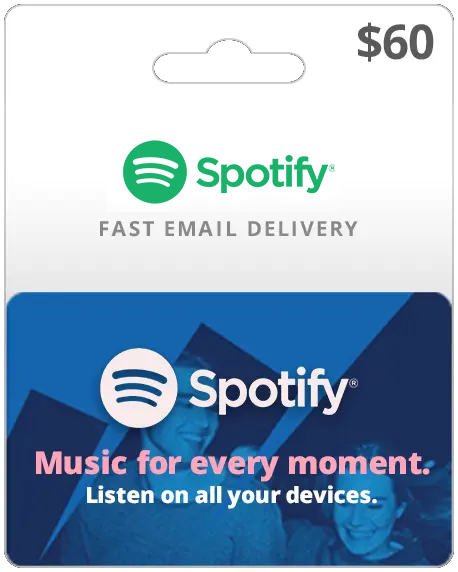 $60
Spotify®
FAST EMAIL DELIVERY
Spotify®
Music for every moment.
Listen on all your devices.